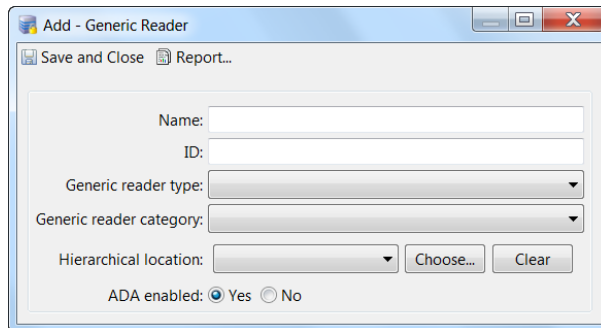 Add - Generic Reader
Save and Close Report...
Name:
ID:
Generic reader type:
Generic reader category:
Hierarchical location: Choose... Clear
ADA enabled: Yes No